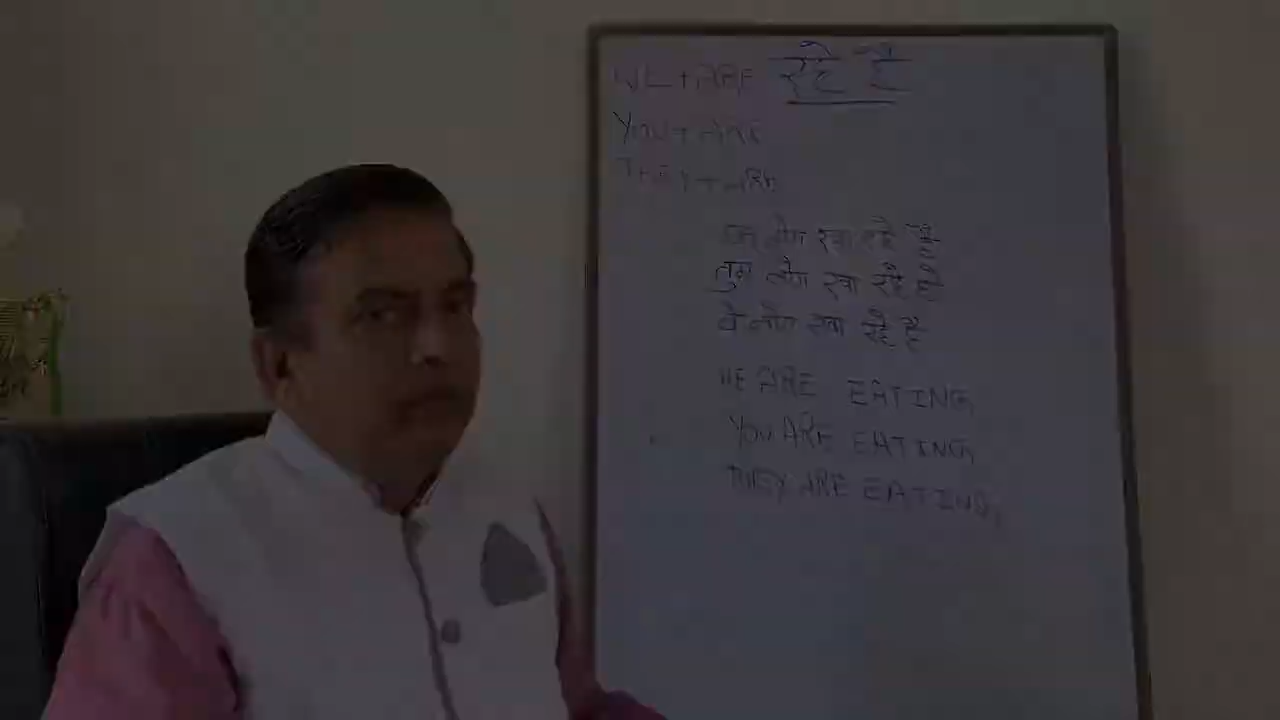 WE + ARE रहे हैं
YOU + ARE
THEY + ARE
हम लोग खा रहे हैं
तुम लोग खा रहे हो
वे लोग खा रहे हैं
WE ARE EATING,
YOU ARE EATING,
THEY ARE EATING,